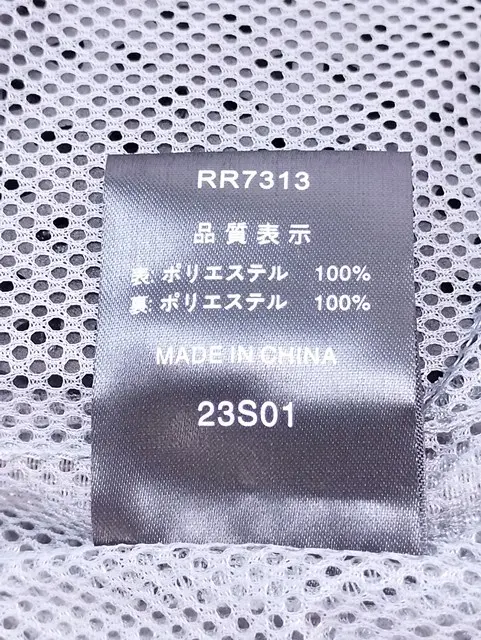 RR7313
品質表示
表:ポリエステル 100%
裏:ポリエステル 100%
MADE IN CHINA
23S01